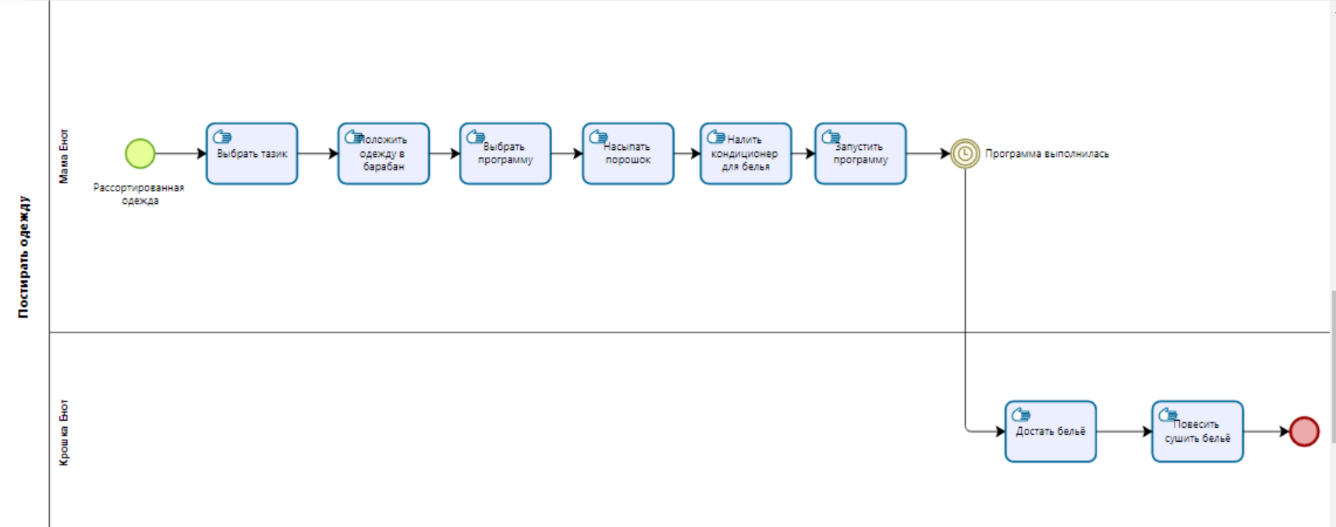 Постирать одежду
Мама Енот
Рассортированная
одежда
Выбрать тазик
Положить
одежду в
барабан
Выбрать
программу
Насыпать
порошок
Налить
кондиционер
для белья
Запустить
программу
Программа выполнилась
Крошка Енот
Достать бельё
Повесить
сушить бельё